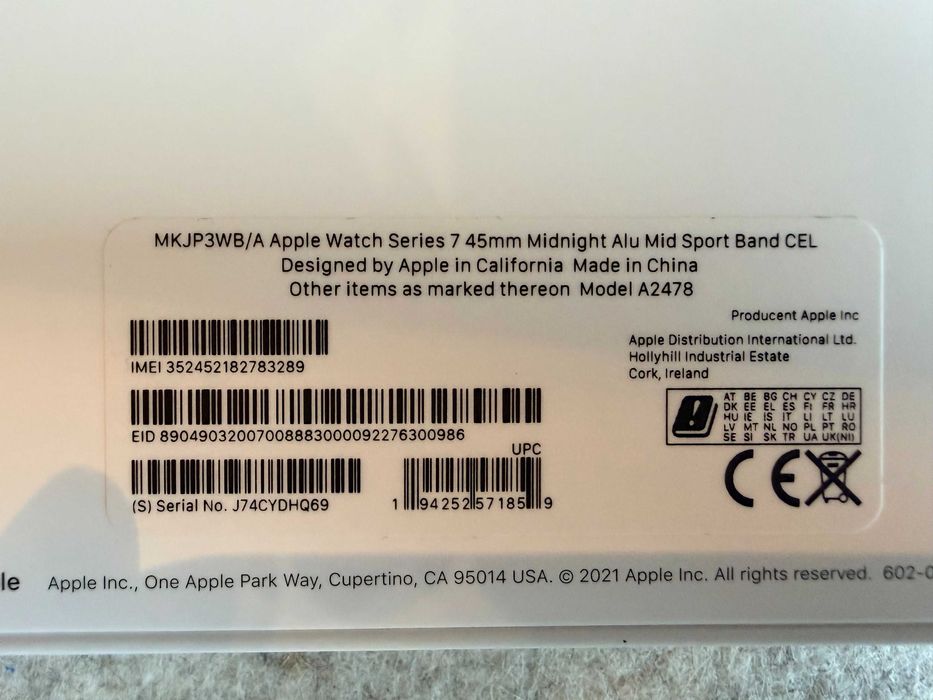 MKJP3WB/A Apple Watch Series 7 45mm Midnight Alu Mid Sport Band CEL
Designed by Apple in California Made in China
Other items as marked thereon Model A2478
Producent Apple Inc
Apple Distribution International Ltd.
Hollyhill Industrial Estate
Cork, Ireland
IMEI 352452182783289
EID 89049032007008883000092276300986
AT BE BG CH CY CZ DE
DK EE EL ES FI FR HR
HU IE IS IT LI LT LU
LV MT NL NO PL PT RO
SE SI SK TR UA UK(NI)
UPC
(S) Serial No. J74CYDHQ69
1 94252 57185 9
CE
le Apple Inc., One Apple Park Way, Cupertino, CA 95014 USA. © 2021 Apple Inc. All rights reserved. 602-0